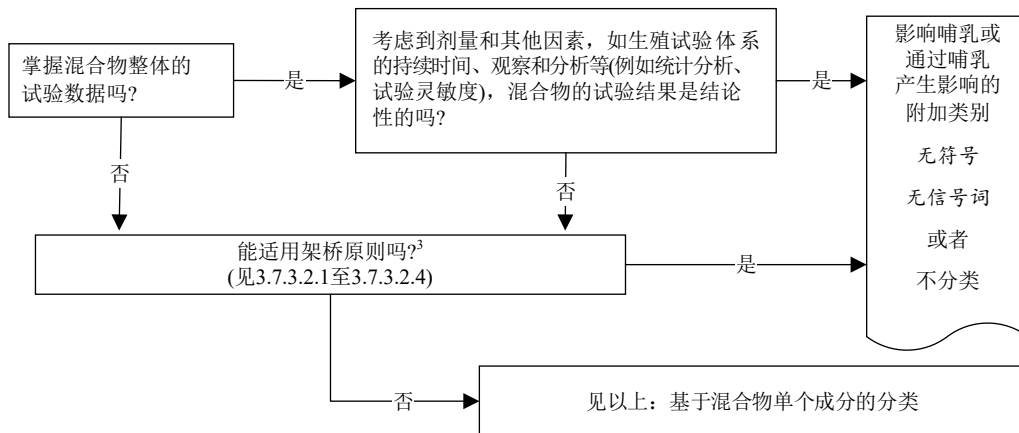 掌握混合物整体的
试验数据吗?
是
考虑到剂量和其他因素，如生殖试验体系
的持续时间、观察和分析等(例如统计分析、
试验灵敏度)，混合物的试验结果是结论
性的吗?
是
影响哺乳或
通过哺乳
产生影响的
附加类别
无符号
无信号词
或者
不分类
否
否
能适用架桥原则吗?³
(见3.7.3.2.1至3.7.3.2.4)
是
否
见以上：基于混合物单个成分的分类